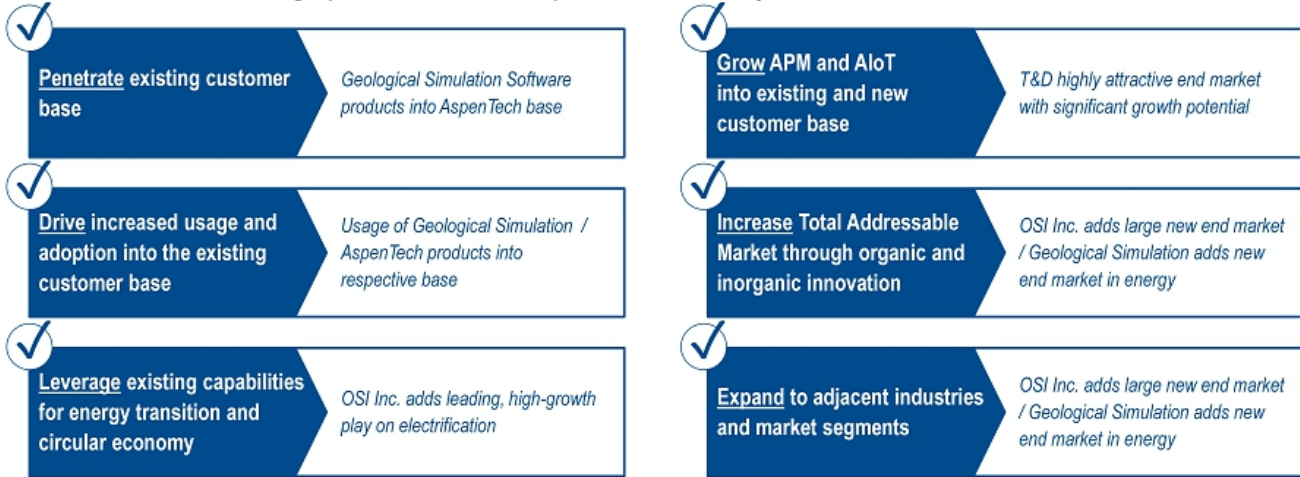 Penetrate existing customer
base
Geological Simulation Software
products into AspenTech base
Grow APM and AIoT
into existing and new
customer base
T&D highly attractive end market
with significant growth potential
Drive increased usage and
adoption into the existing
customer base
Usage of Geological Simulation /
AspenTech products into
respective base
Increase Total Addressable
Market through organic and
inorganic innovation
OSI Inc. adds large new end market
/ Geological Simulation adds new
end market in energy
Leverage existing capabilities
for energy transition and
circular economy
OSI Inc. adds leading, high-growth
play on electrification
Expand to adjacent industries
and market segments
OSI Inc. adds large new end market
/ Geological Simulation adds new
end market in energy